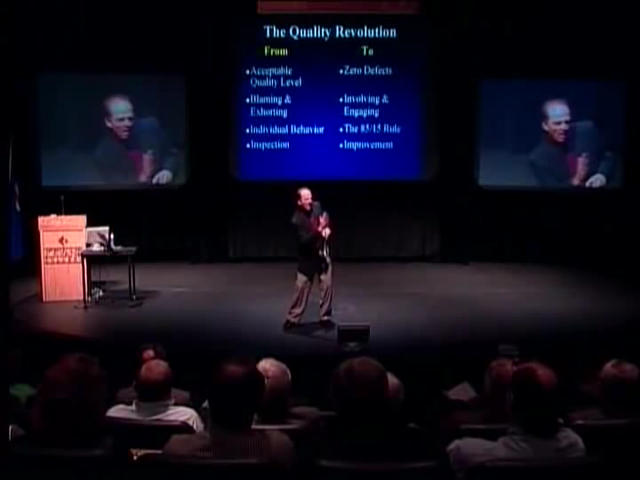 The Quality Revolution
From To
•Acceptable Quality Level •Zero Defects
•Blaming & Exhorting •Involving & Engaging
•Individual Behavior •The 85/15 Rule
•Inspection •Improvement